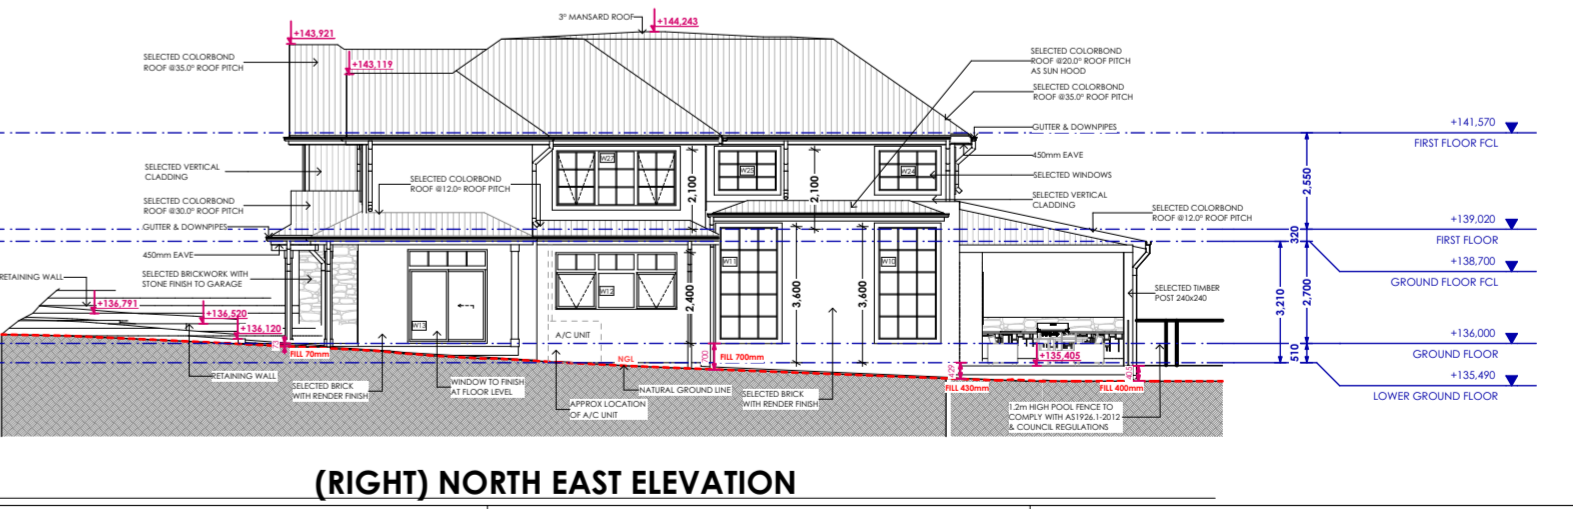 3° MANSARD ROOF
+144,243
+143,921
SELECTED COLORBOND
ROOF @35.0° ROOF PITCH
+143,119
SELECTED COLORBOND
ROOF @20.0° ROOF PITCH
AS SUN HOOD
SELECTED COLORBOND
ROOF @35.0° ROOF PITCH
GUTTER & DOWNPIPES
450mm EAVE
SELECTED WINDOWS
SELECTED VERTICAL
CLADDING
SELECTED COLORBOND
ROOF @12.0° ROOF PITCH
+141,570
FIRST FLOOR FCL
2,550
+139,020
FIRST FLOOR
320
+138,700
GROUND FLOOR FCL
3,210
2,700
+136,000
GROUND FLOOR
510
+135,490
LOWER GROUND FLOOR
SELECTED VERTICAL
CLADDING
SELECTED COLORBOND
ROOF @12.0° ROOF PITCH
SELECTED COLORBOND
ROOF @30.0° ROOF PITCH
GUTTER & DOWNPIPES
450mm EAVE
RETAINING WALL
SELECTED BRICKWORK WITH
STONE FINISH TO GARAGE
W27
W25
W24
2,100
2,100
W11
W10
W12
W13
2,400
3,600
3,600
SELECTED TIMBER
POST 240x240
+136,791
+136,520
+136,120
A/C UNIT
73
FILL 70mm
NGL
700
FILL 700mm
+135,405
429
FILL 430mm
405
FILL 400mm
RETAINING WALL
SELECTED BRICK
WITH RENDER FINISH
WINDOW TO FINISH
AT FLOOR LEVEL
NATURAL GROUND LINE
APPROX LOCATION
OF A/C UNIT
SELECTED BRICK
WITH RENDER FINISH
1.2m HIGH POOL FENCE TO
COMPLY WITH AS1926.1-2012
& COUNCIL REGULATIONS
(RIGHT) NORTH EAST ELEVATION